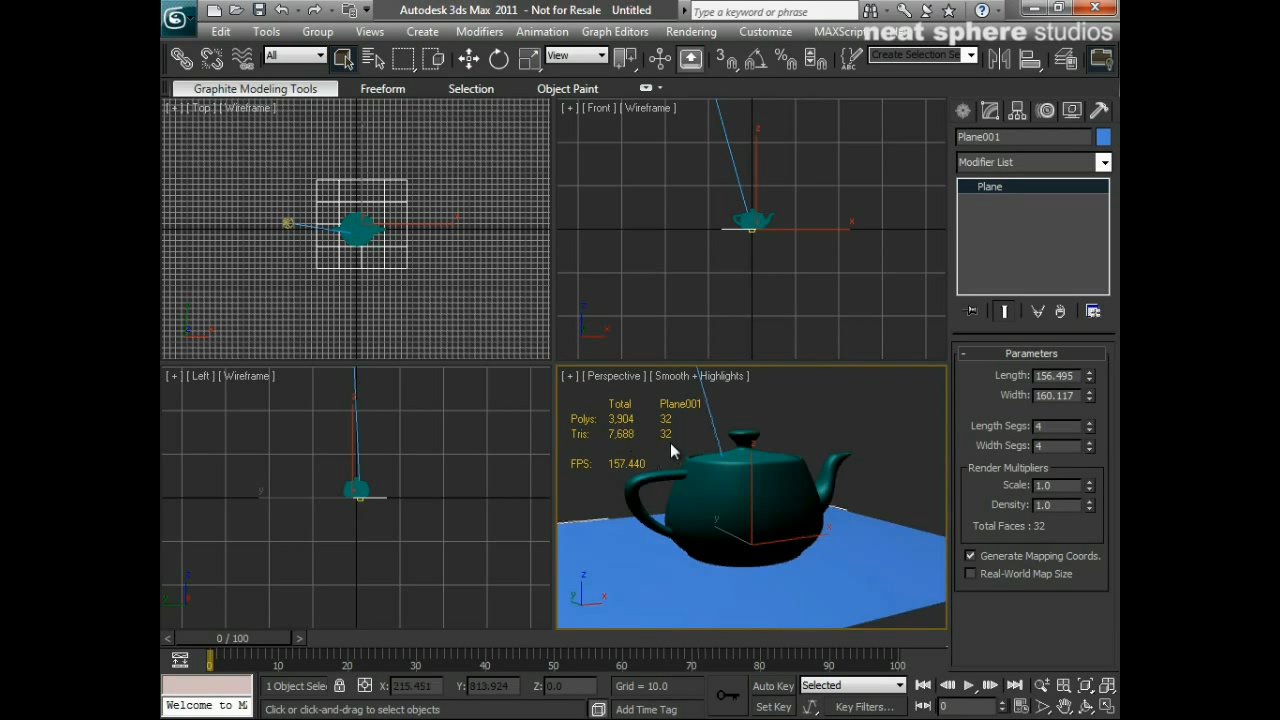 Autodesk 3ds Max 2011 - Not for Resale Untitled
Type a keyword or phrase
Edit Tools Group Views Create Modifiers Animation Graph Editors Rendering Customize MAXScri
neat sphere studios
All
View
3
Create Selection Se
Graphite Modeling Tools Freeform Selection Object Paint
[ + ] [ Top ] [ Wireframe ]
[ + ] [ Front ] [ Wireframe ]
Plane001
Modifier List
Plane
z
x
[ + ] [ Left ] [ Wireframe ]
[ + ] [ Perspective ] [ Smooth + Highlights ]
Total Plane001
Polys: 3,904 32
Tris: 7,688 32
FPS: 157.440
Parameters
Length: 156.495
Width: 160.117
Length Segs: 4
Width Segs: 4
Render Multipliers
Scale: 1.0
Density: 1.0
Total Faces : 32
Generate Mapping Coords.
Real-World Map Size
y
x
z
y
x
0 / 100
0 10 20 30 40 50 60 70 80 90 100
1 Object Sele X: 215.451 Y: 813.924 Z: 0.0 Grid = 10.0 Auto Key Selected
Welcome to M
Click or click-and-drag to select objects Add Time Tag Set Key Key Filters... 0